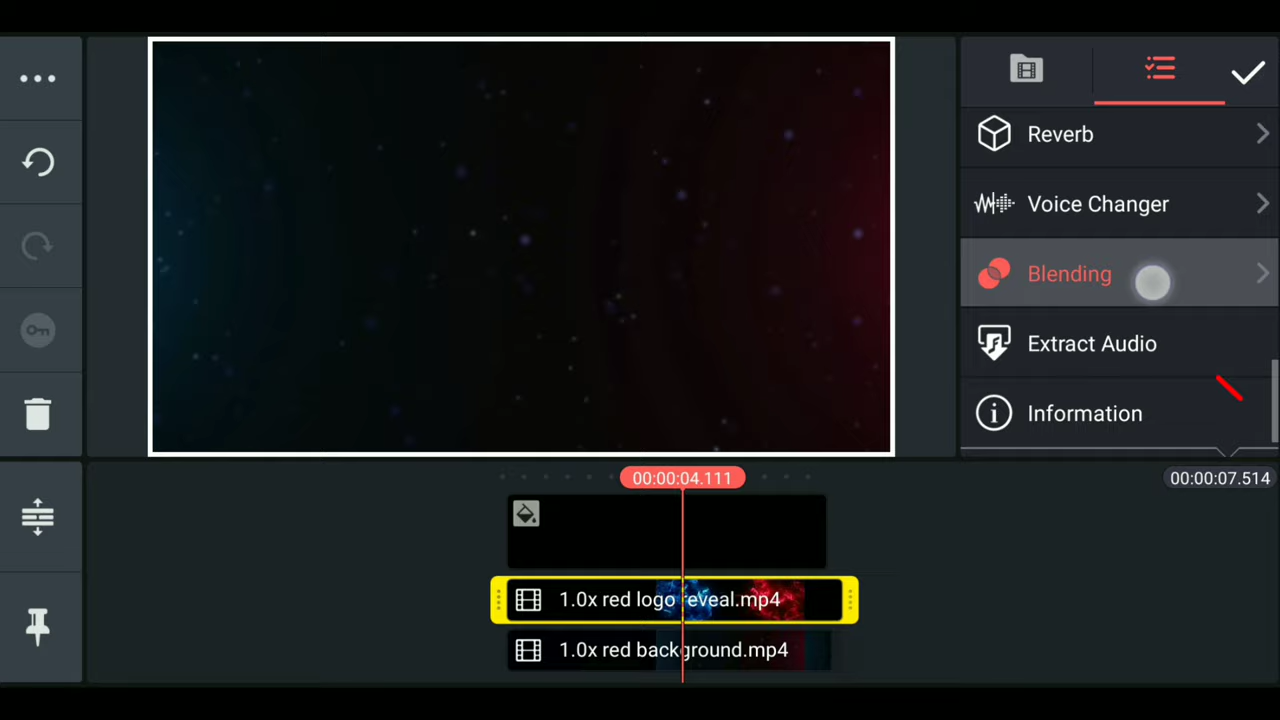 Reverb
Voice Changer
Blending
Extract Audio
Information
00:00:04.111
00:00:07.514
1.0x red logo reveal.mp4
1.0x red background.mp4